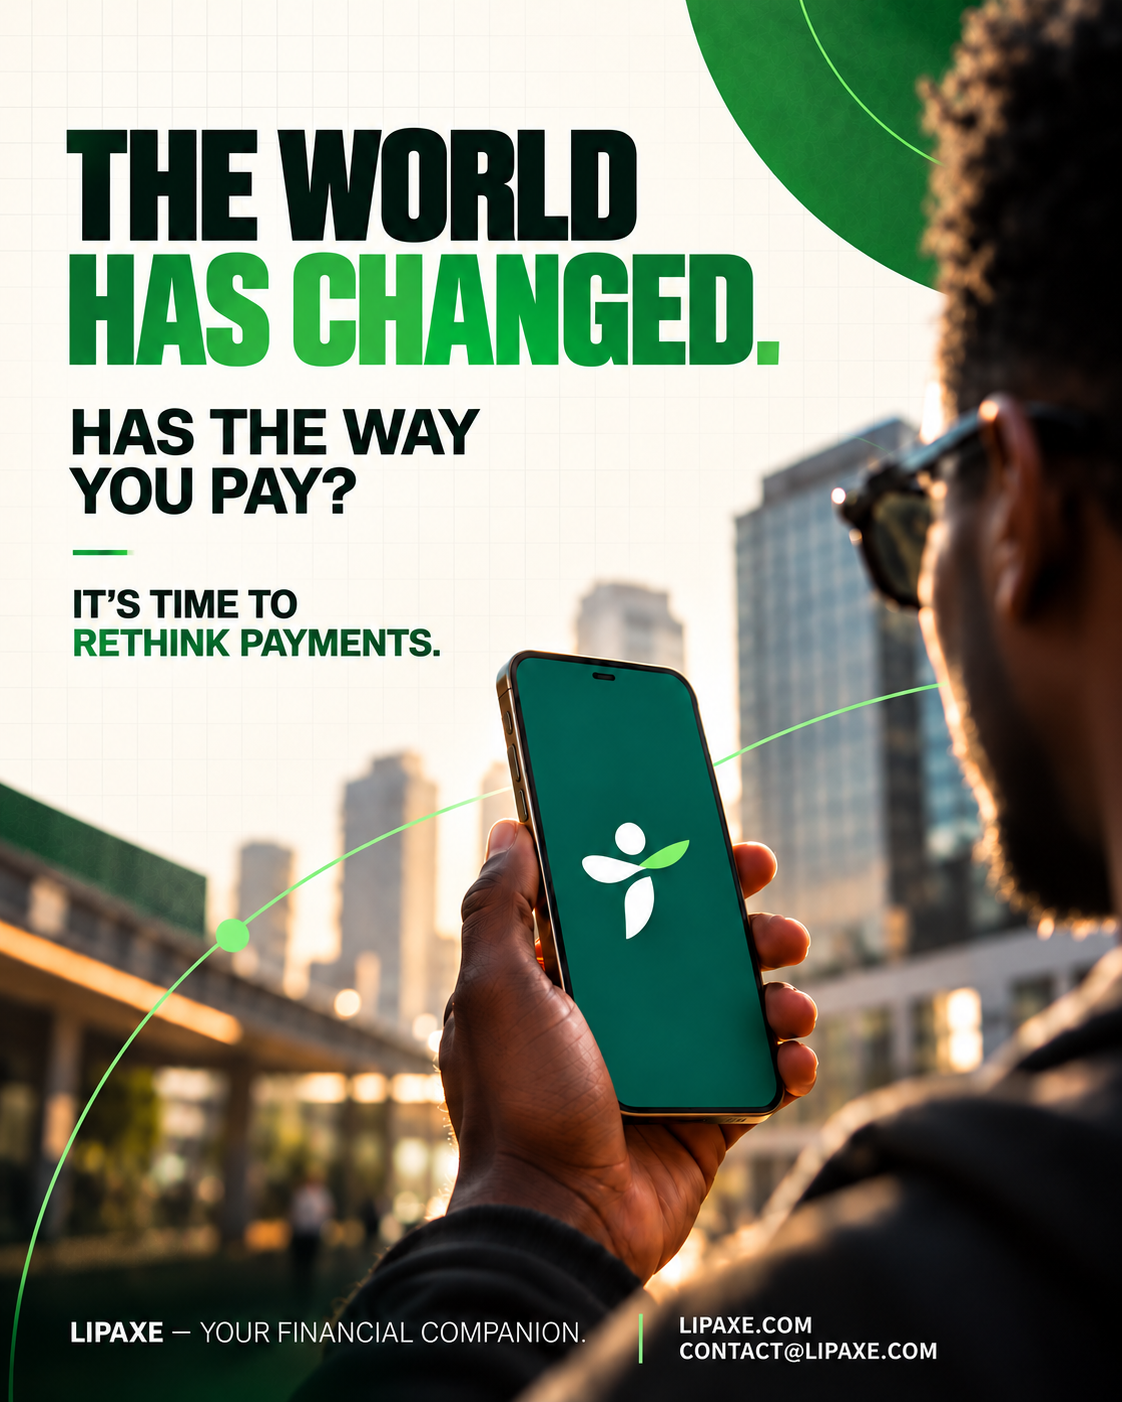 THE WORLD
HAS CHANGED.
HAS THE WAY
YOU PAY?
IT'S TIME TO
RETHINK PAYMENTS.
LIPAXE – YOUR FINANCIAL COMPANION.
LIPAXE.COM
CONTACT@LIPAXE.COM